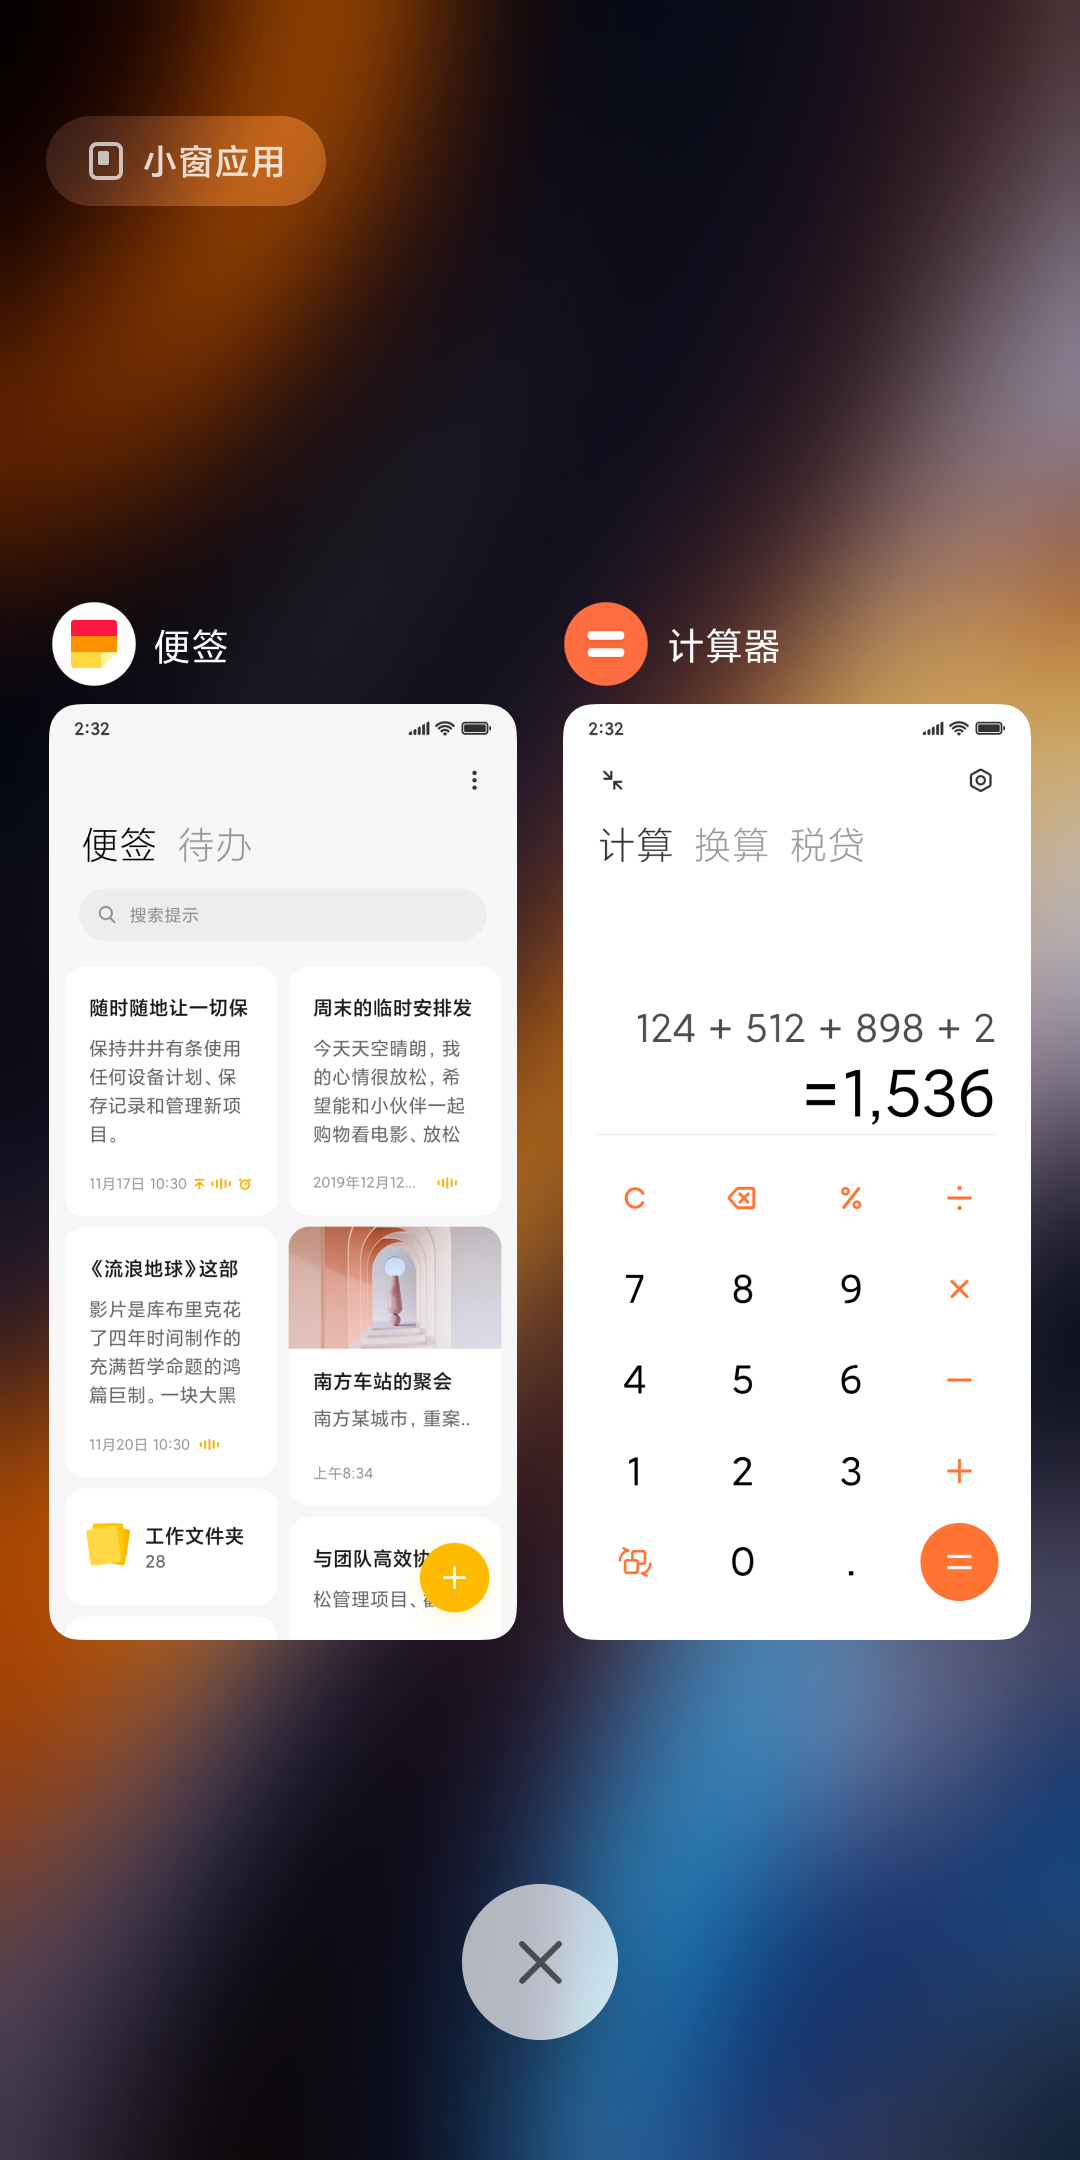 小窗应用
便签
2:32
便签 待办
搜索提示
随时随地让一切保
保持井井有条使用
任何设备计划、保
存记录和管理新项
目。
11月17日 10:30
《流浪地球》这部
影片是库布里克花
了四年时间制作的
充满哲学命题的鸿
篇巨制。一块大黑
11月20日 10:30
工作文件夹
28
周末的临时安排发
今天天空晴朗，我
的心情很放松，希
望能和小伙伴一起
购物看电影、放松
2019年12月12...
南方车站的聚会
南方某城市，重案..
上午8:34
与团队高效协
松管理项目、
计算器
2:32
计算 换算 税贷
124 + 512 + 898 + 2
=1,536
C % ÷
7 8 9 ×
4 5 6 −
1 2 3 +
0 . =